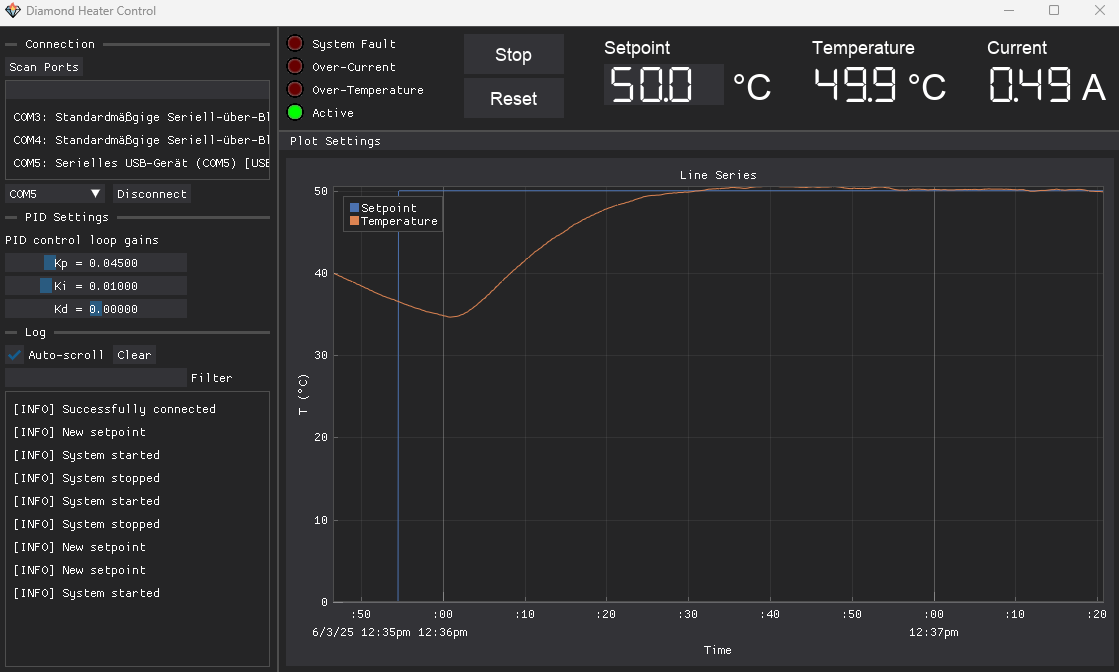 Diamond Heater Control
Connection
Scan Ports
COM3: Standardmäßgige Seriell-über-Bl
COM4: Standardmäßgige Seriell-über-Bl
COM5: Serielles USB-Gerät (COM5) [USB
COM5 Disconnect
PID Settings
PID control loop gains
Kp = 0.04500
Ki = 0.01000
Kd = 0.00000
Log
Auto-scroll Clear
Filter
[INFO] Successfully connected
[INFO] New setpoint
[INFO] System started
[INFO] System stopped
[INFO] System started
[INFO] System stopped
[INFO] New setpoint
[INFO] New setpoint
[INFO] System started
System Fault
Over-Current
Over-Temperature
Active
Stop
Reset
Setpoint
50.0 °C
Temperature
49.9 °C
Current
0.49 A
Plot Settings
Line Series
Setpoint
Temperature
50
40
30
20
10
0
T (°C)
:50 :00 :10 :20 :30 :40 :50 :00 :10 :20
6/3/25 12:35pm 12:36pm 12:37pm
Time